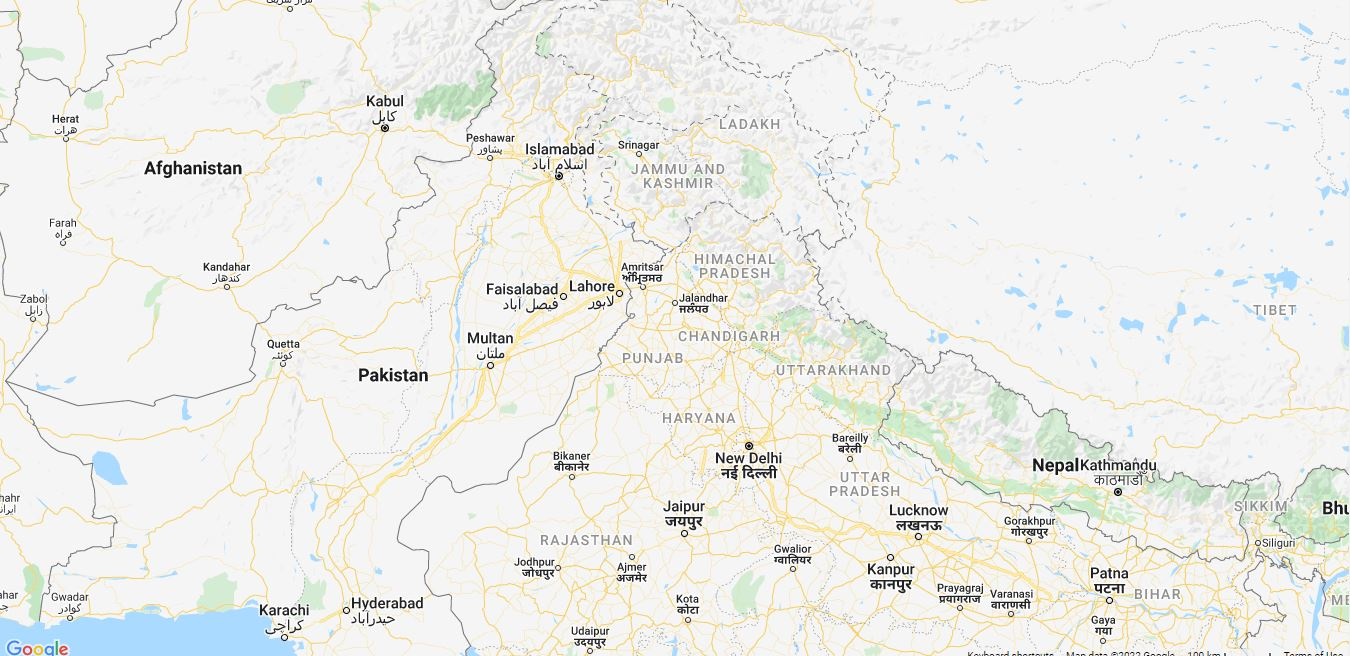 مزار شریف
Kabul
کابل
Herat
هرات
Peshawar
پشاور
Islamabad
اسلام آباد
Srinagar
LADAKH
JAMMU AND
KASHMIR
Afghanistan
Farah
فراه
Kandahar
کندهار
Amritsar
ਅੰਮ੍ਰਿਤਸਰ
HIMACHAL
PRADESH
Faisalabad
فیصل آباد
Lahore
لاہور
Jalandhar
ਜਲੰਧਰ
Zabol
زابل
TIBET
Quetta
کوئٹہ
Multan
ملتان
CHANDIGARH
PUNJAB
Pakistan
UTTARAKHAND
HARYANA
New Delhi
नई दिल्ली
Bareilly
बरेली
Bikaner
बीकानेर
Nepal
Kathmandu
काठमाडौं
UTTAR
PRADESH
SIKKIM
Bhu
Jaipur
जयपुर
Lucknow
लखनऊ
Gorakhpur
गोरखपुर
RAJASTHAN
Siliguri
Gwalior
ग्वालियर
Jodhpur
जोधपुर
Ajmer
अजमेर
Kanpur
कानपुर
Patna
पटना
Prayagraj
प्रयागराज
Varanasi
वाराणसी
BIHAR
Gwadar
گوادر
Karachi
کراچی
Hyderabad
حیدرآباد
Kota
कोटा
Gaya
गया
ME
Udaipur
उदयपुर
Google
Keyboard shortcuts
Map data ©2022 Google
100 km
Terms of Use